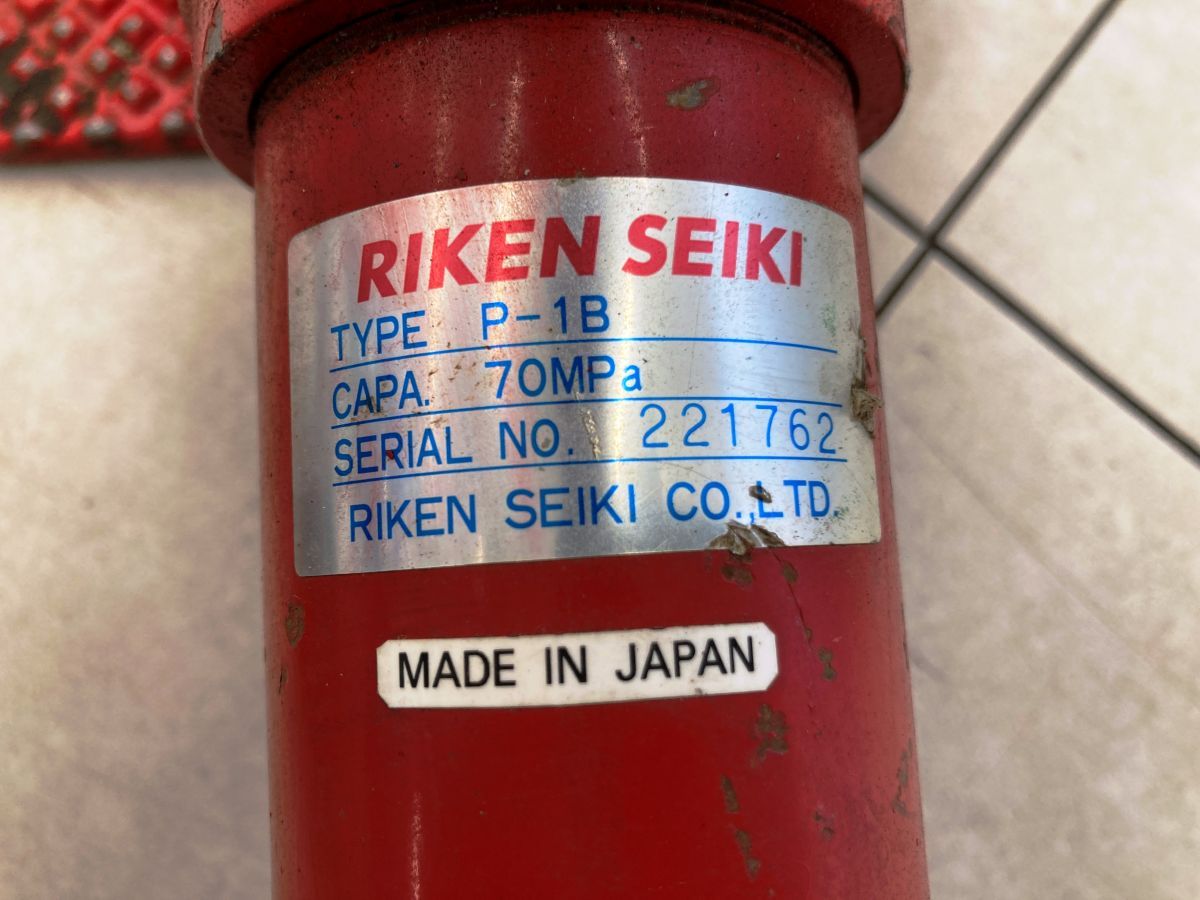 RIKEN SEIKI
TYPE P-1B
CAPA. 70MPa
SERIAL NO. 221762
RIKEN SEIKI CO.,LTD.
MADE IN JAPAN